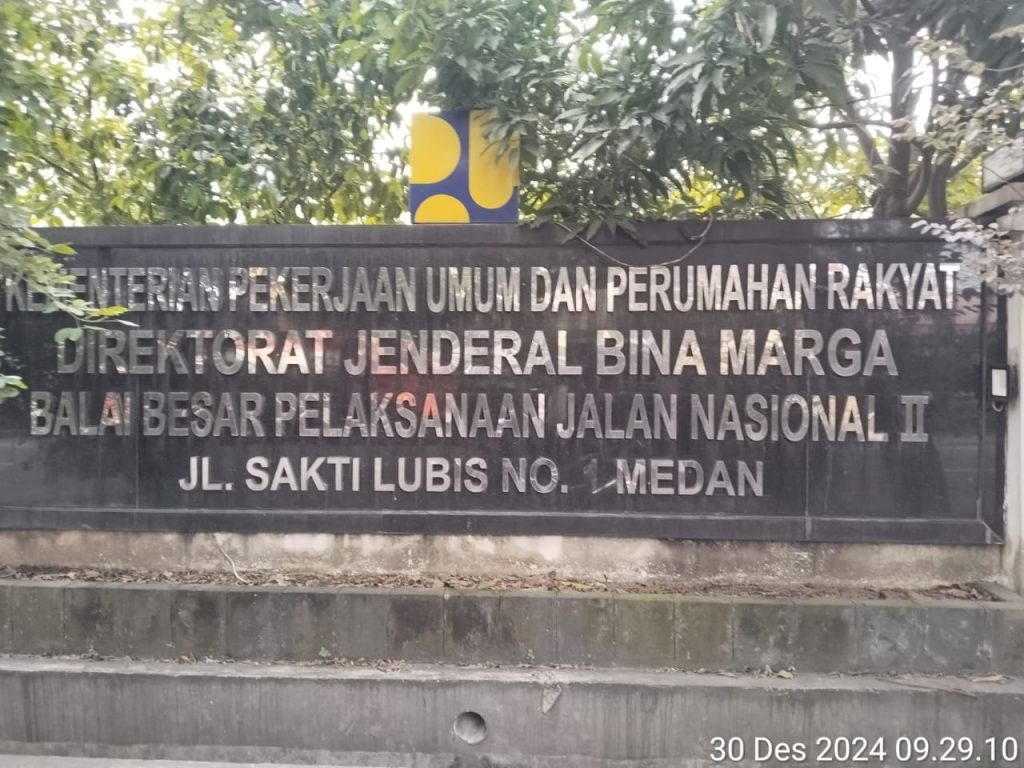 KEMENTERIAN PEKERJAAN UMUM DAN PERUMAHAN RAKYAT
DIREKTORAT JENDERAL BINA MARGA
BALAI BESAR PELAKSANAAN JALAN NASIONAL II
JL. SAKTI LUBIS NO. 1 MEDAN
30 Des 2024 09.29.10